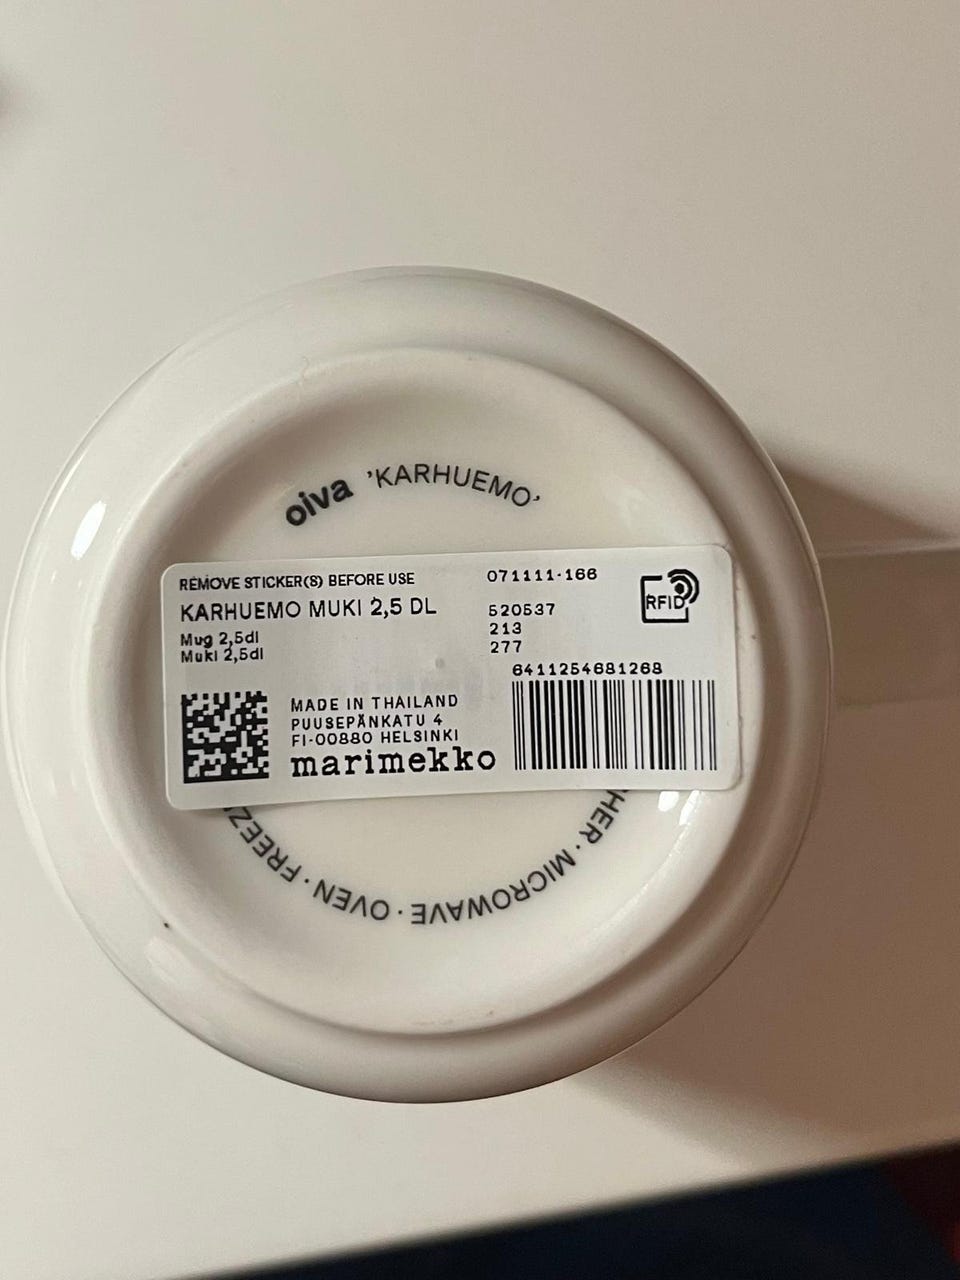 oiva 'KARHUEMO'
REMOVE STICKER(S) BEFORE USE
071111-166
RFID
KARHUEMO MUKI 2,5 DL
520537
Mug 2,5dl
213
Muki 2,5dl
277
6411254681268
MADE IN THAILAND
PUUSEPÄNKATU 4
FI-00880 HELSINKI
marimekko
HER · MICROWAVE · OVEN · FREEZ